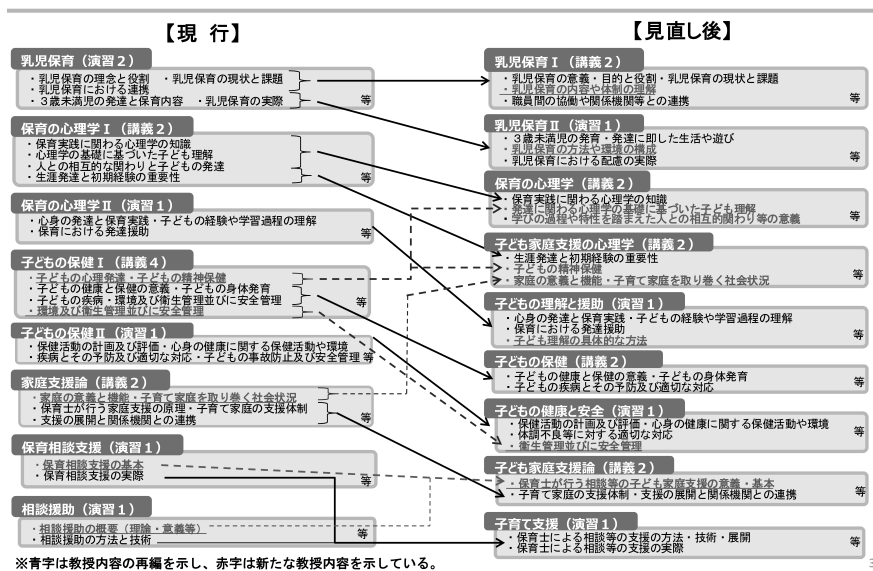 【現 行】
乳児保育（演習２）
・乳児保育の理念と役割 ・乳児保育の現状と課題
・乳児保育における連携
・３歳未満児の発達と保育内容 ・乳児保育の実際
等
保育の心理学Ⅰ（講義２）
・保育実践に関わる心理学の知識
・心理学の基礎に基づいた子ども理解
・人との相互的な関わりと子どもの発達
・生涯発達と初期経験の重要性
等
保育の心理学Ⅱ（演習１）
・心身の発達と保育実践・子どもの経験や学習過程の理解
・保育における発達援助
等
子どもの保健Ⅰ（講義４）
・子どもの心理発達・子どもの精神保健
・子どもの健康と保健の意義・子どもの身体発育
・子どもの疾病・環境及び衛生管理並びに安全管理
・環境及び衛生管理並びに安全管理
等
子どもの保健Ⅱ（演習１）
・保健活動の計画及び評価・心身の健康に関する保健活動や環境
・疾病とその予防及び適切な対応・子どもの事故防止及び安全管理 等
家庭支援論（講義２）
・家庭の意義と機能・子育て家庭を取り巻く社会状況
・保育士が行う家庭支援の原理・子育て家庭の支援体制
・支援の展開と関係機関との連携
等
保育相談支援（演習１）
・保育相談支援の基本
・保育相談支援の実際
等
相談援助（演習１）
・相談援助の概要（理論・意義等）
・相談援助の方法と技術
等
【見直し後】
乳児保育Ⅰ（講義２）
・乳児保育の意義・目的と役割・乳児保育の現状と課題
・乳児保育の内容や体制の理解
・職員間の協働や関係機関等との連携
等
乳児保育Ⅱ（演習１）
・３歳未満児の発育・発達に即した生活や遊び
・乳児保育の方法や環境の構成
・乳児保育における配慮の実際
等
保育の心理学（講義２）
・保育実践に関わる心理学の知識
・発達に関わる心理学の基礎に基づいた子ども理解
・学びの過程や特性を踏まえた人との相互的関わり等の意義
等
子ども家庭支援の心理学（講義２）
・生涯発達と初期経験の重要性
・子どもの精神保健
・家庭の意義と機能・子育て家庭を取り巻く社会状況
等
子どもの理解と援助（演習１）
・心身の発達と保育実践・子どもの経験や学習過程の理解
・保育における発達援助
・子ども理解の具体的な方法
等
子どもの保健（講義２）
・子どもの健康と保健の意義・子どもの身体発育
・子どもの疾病とその予防及び適切な対応
等
子どもの健康と安全（演習１）
・保健活動の計画及び評価・心身の健康に関する保健活動や環境
・体調不良等に対する適切な対応
・衛生管理並びに安全管理
等
子ども家庭支援論（講義２）
・保育士が行う相談等の子ども家庭支援の意義・基本
・子育て家庭の支援体制・支援の展開と関係機関との連携
等
子育て支援（演習１）
・保育士による相談等の支援の方法・技術・展開
・保育士による相談等の支援の実際
等
※青字は教授内容の再編を示し、赤字は新たな教授内容を示している。